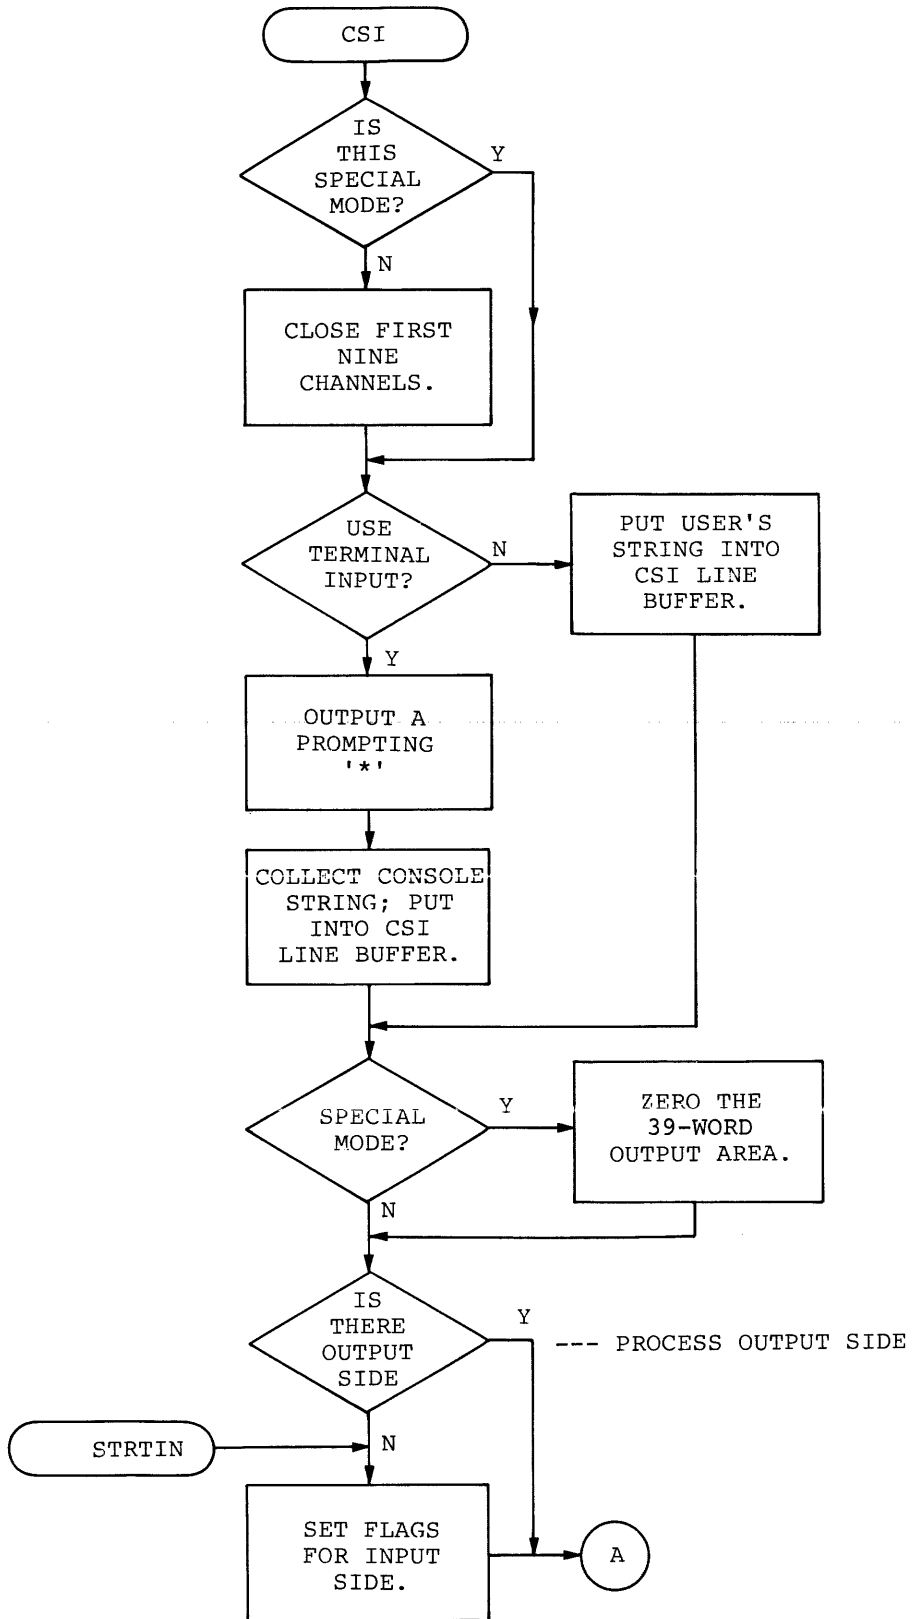 CSI
IS
THIS
SPECIAL
MODE?
Y
N
CLOSE FIRST
NINE
CHANNELS.
USE
TERMINAL
INPUT?
N
PUT USER'S
STRING INTO
CSI LINE
BUFFER.
Y
OUTPUT A
PROMPTING
'*'
COLLECT CONSOLE
STRING; PUT
INTO CSI
LINE BUFFER.
SPECIAL
MODE?
Y
ZERO THE
39-WORD
OUTPUT AREA.
N
IS
THERE
OUTPUT
SIDE
Y
--- PROCESS OUTPUT SIDE
STRTIN
N
SET FLAGS
FOR INPUT
SIDE.
A